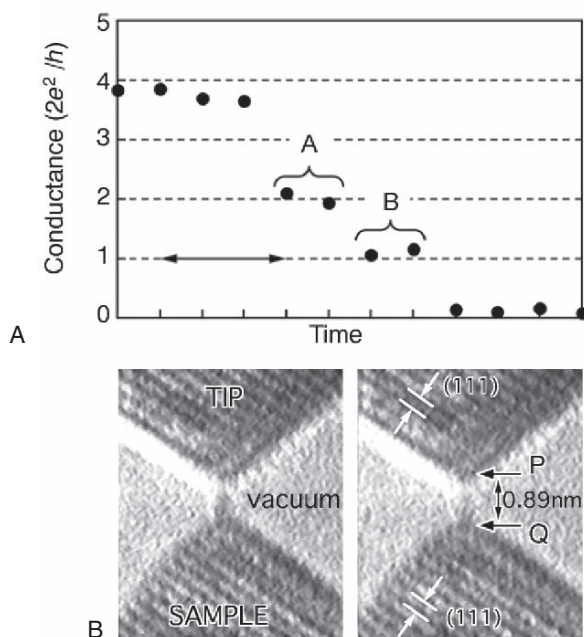 5
4
3
2
1
0
Conductance (2e²/h)
A
B
Time
A
TIP
vacuum
SAMPLE
(111)
P
0.89nm
Q
(111)
B